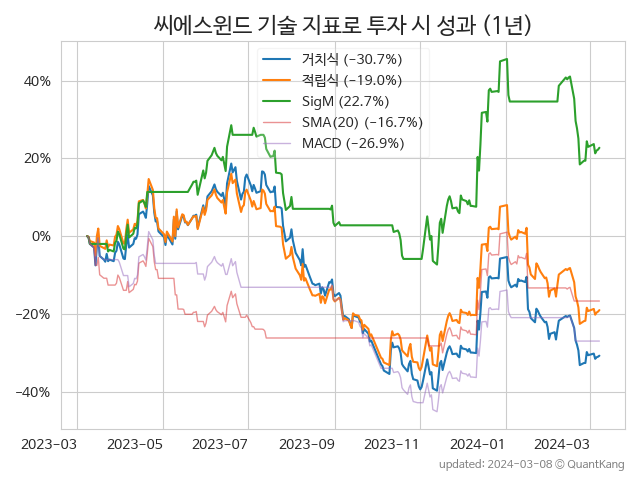 씨에스윈드 기술 지표로 투자 시 성과 (1년)
거치식 (−30.7%)
적립식 (−19.0%)
SigM (22.7%)
SMA(20) (−16.7%)
MACD (−26.9%)
40%
20%
0%
−20%
−40%
2023−03 2023−05 2023−07 2023−09 2023−11 2024−01 2024−03
updated: 2024−03−08 © QuantKang